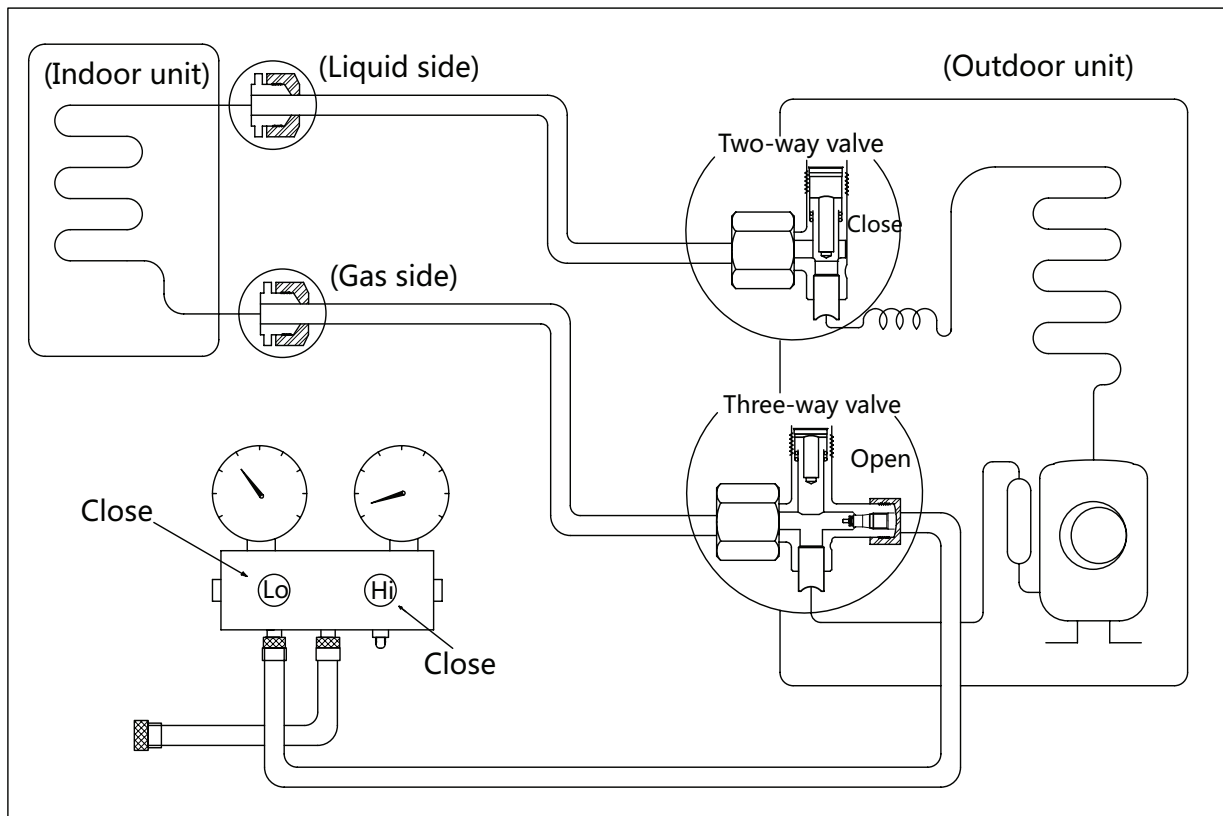 (Indoor unit)
(Liquid side)
(Outdoor unit)
Two-way valve
Close
(Gas side)
Three-way valve
Open
Close
Lo
Hi
Close